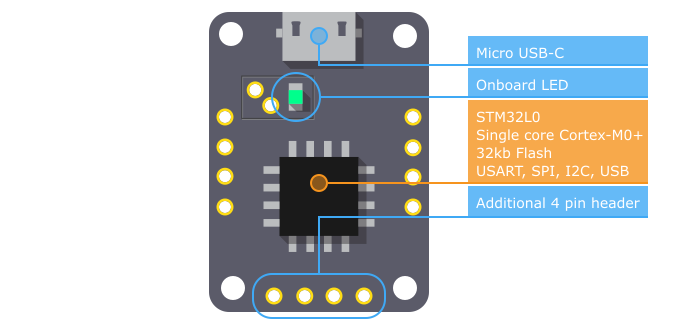 Micro USB-C
Onboard LED
STM32L0
Single core Cortex-M0+
32kb Flash
USART, SPI, I2C, USB
Additional 4 pin header